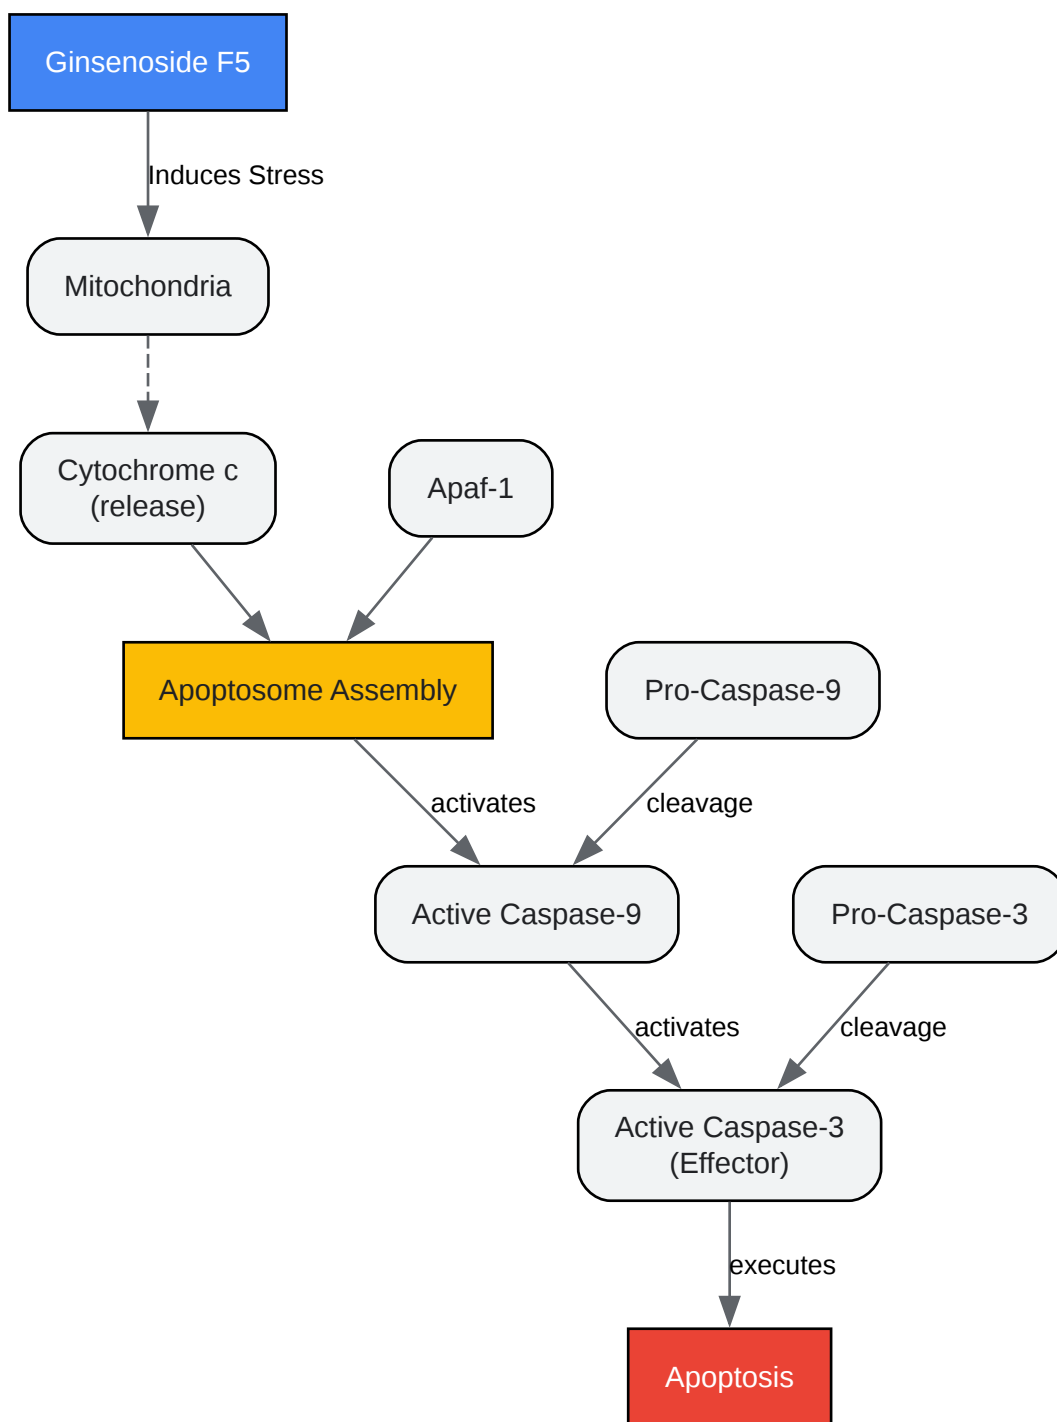 Ginsenoside F5
Induces Stress
Mitochondria
Cytochrome c
(release)
Apaf-1
Apoptosome Assembly
Pro-Caspase-9
activates
cleavage
Active Caspase-9
Pro-Caspase-3
activates
cleavage
Active Caspase-3
(Effector)
executes
Apoptosis